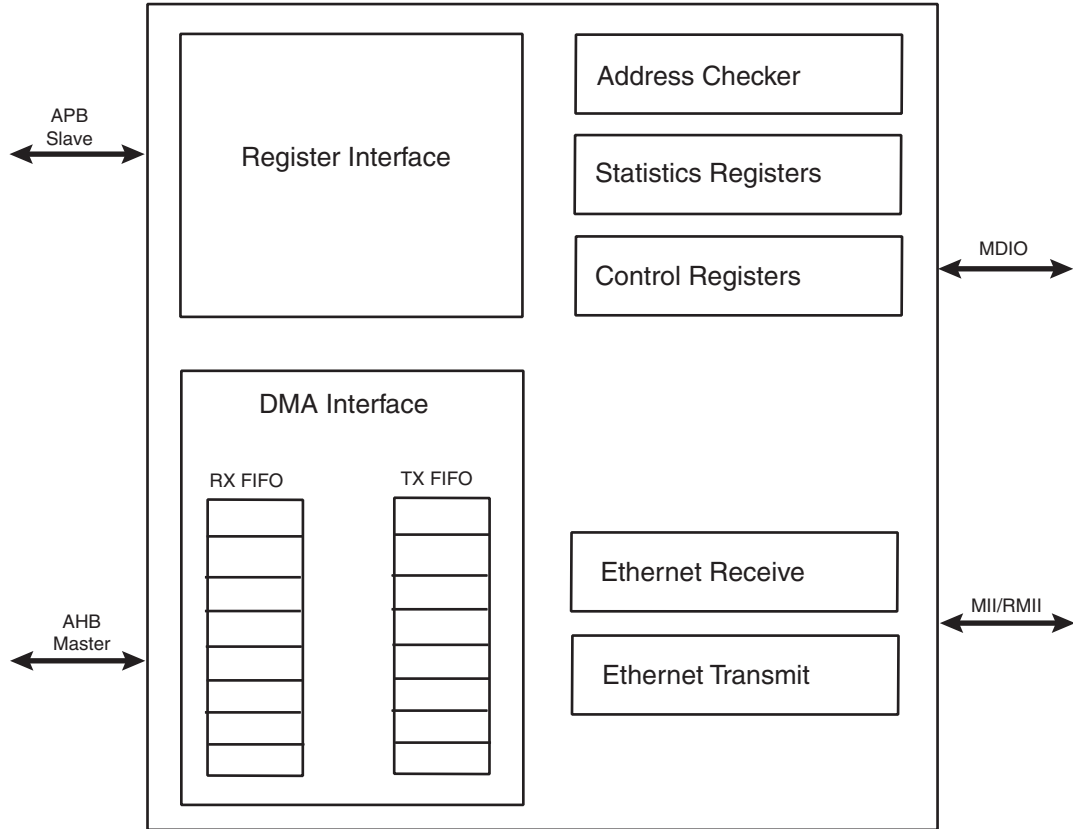 APB
Slave
Register Interface
Address Checker
Statistics Registers
Control Registers
MDIO
DMA Interface
RX FIFO
TX FIFO
AHB
Master
Ethernet Receive
Ethernet Transmit
MII/RMII